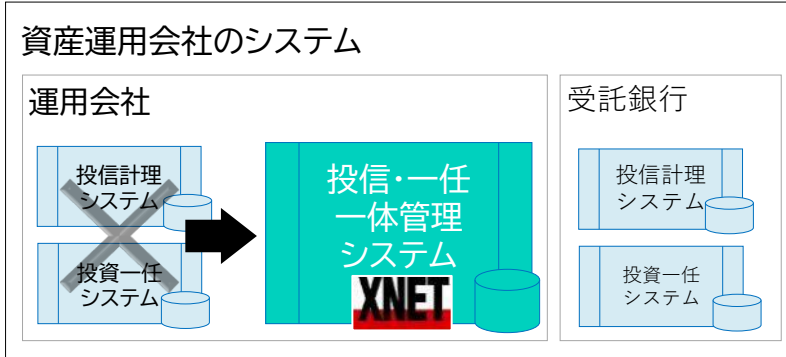 資産運用会社のシステム
運用会社
投信計理
システム
投資一任
システム
投信・一任
一体管理
システム
XNET
受託銀行
投信計理
システム
投資一任
システム